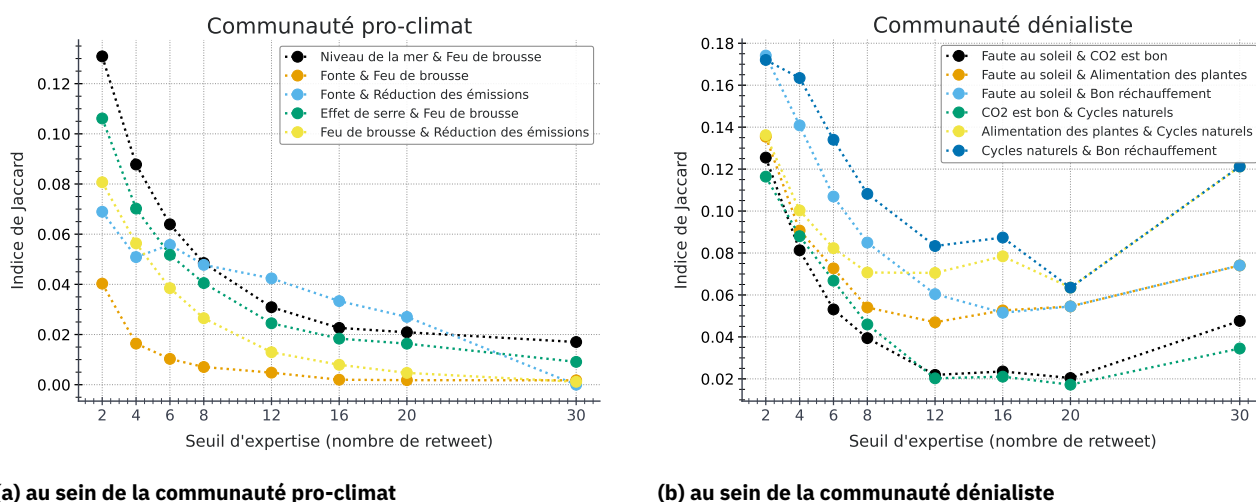 Communauté pro-climat
Niveau de la mer & Feu de brousse
Fonte & Feu de brousse
Fonte & Réduction des émissions
Effet de serre & Feu de brousse
Feu de brousse & Réduction des émissions
Indice de Jaccard
0.12
0.10
0.08
0.06
0.04
0.02
0.00
2 4 6 8 12 16 20 30
Seuil d'expertise (nombre de retweet)
(a) au sein de la communauté pro-climat
Communauté dénialiste
Faute au soleil & CO2 est bon
Faute au soleil & Alimentation des plantes
Faute au soleil & Bon réchauffement
CO2 est bon & Cycles naturels
Alimentation des plantes & Cycles naturels
Cycles naturels & Bon réchauffement
Indice de Jaccard
0.18
0.16
0.14
0.12
0.10
0.08
0.06
0.04
0.02
2 4 6 8 12 16 20 30
Seuil d'expertise (nombre de retweet)
(b) au sein de la communauté dénialiste